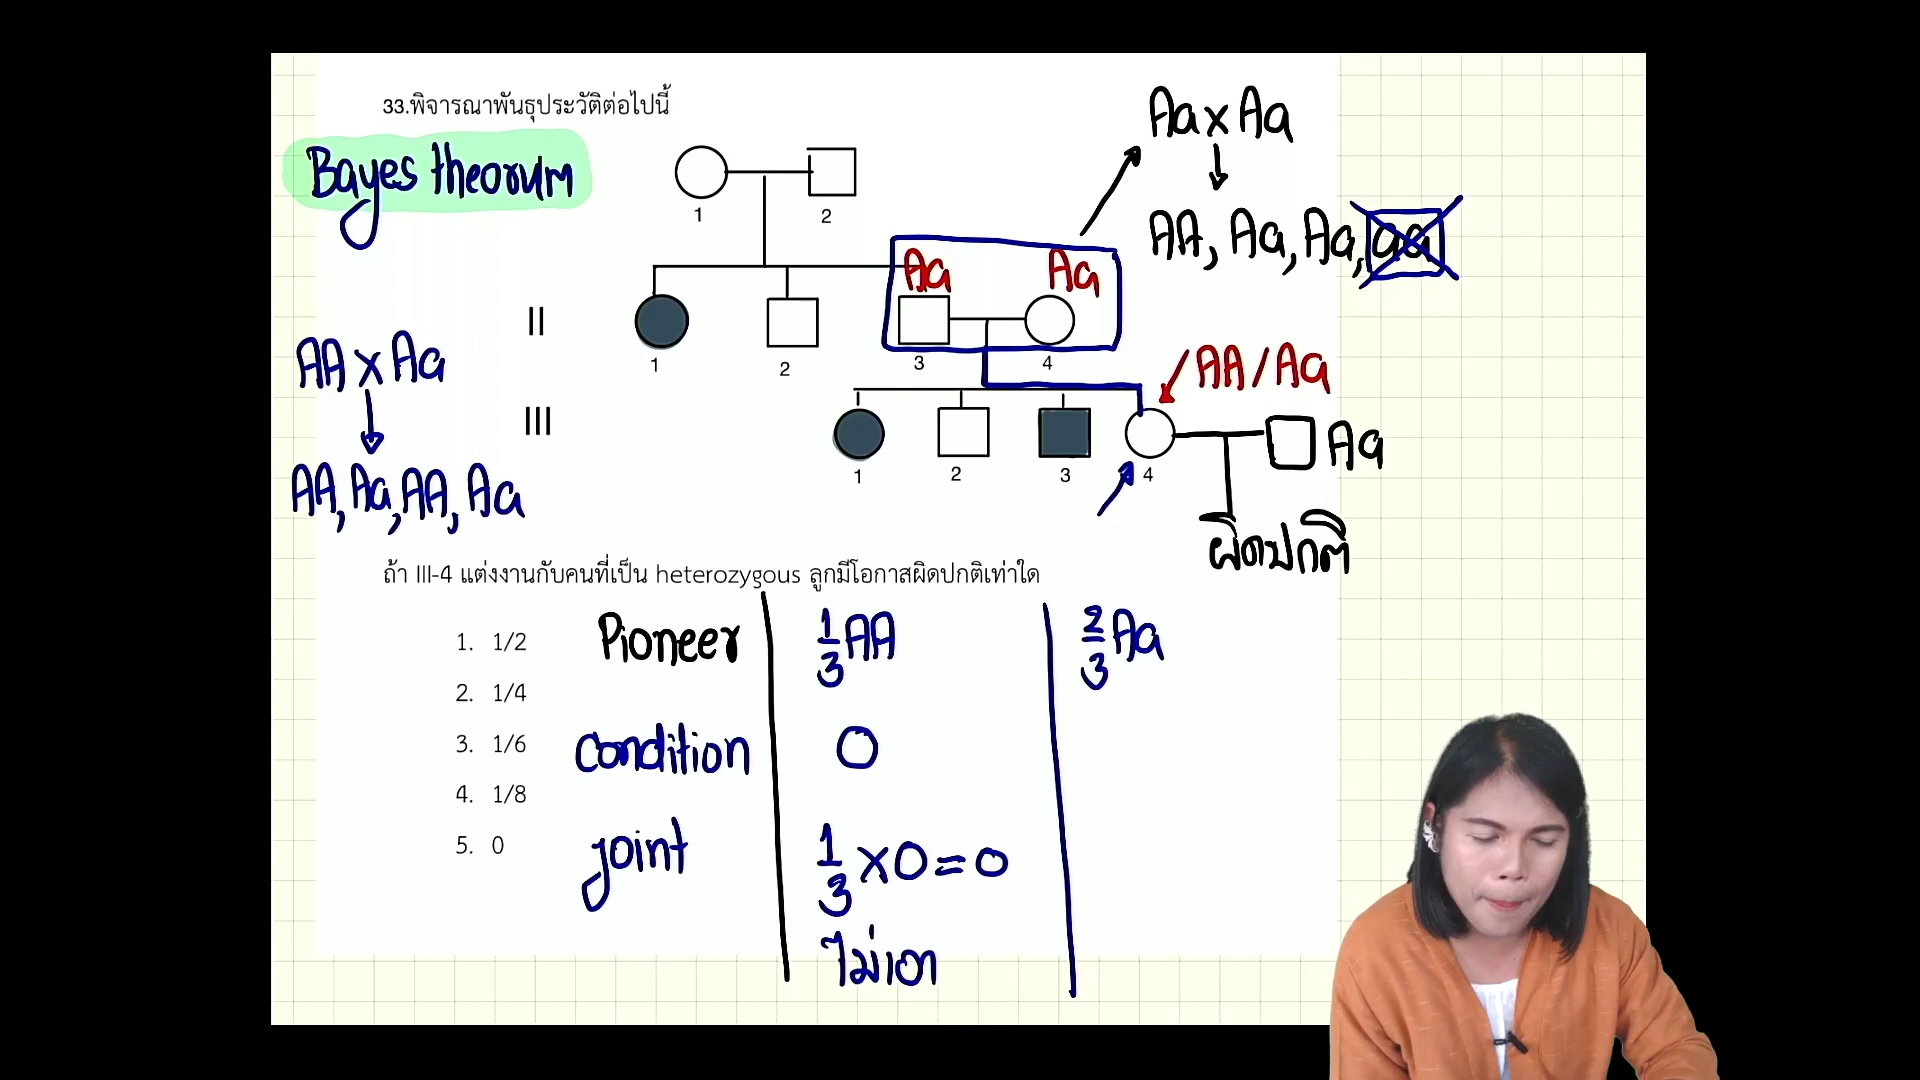 33.พิจารณาพันธุประวัติต่อไปนี้
Bayes theorum
Aa x Aa
AA, Aa, Aa, aa
1
2
Aa
Aa
II
1
2
3
4
AA x Aa
AA / Aa
III
Aa
1
2
3
4
AA, Aa, AA, Aa
ผิดปกติ
ถ้า III-4 แต่งงานกับคนที่เป็น heterozygous ลูกมีโอกาสผิดปกติเท่าใด
1. 1/2
2. 1/4
3. 1/6
4. 1/8
5. 0
Pioneer
1/3 AA
2/3 Aa
condition
0
joint
1/3 x 0 = 0
ไม่เอา